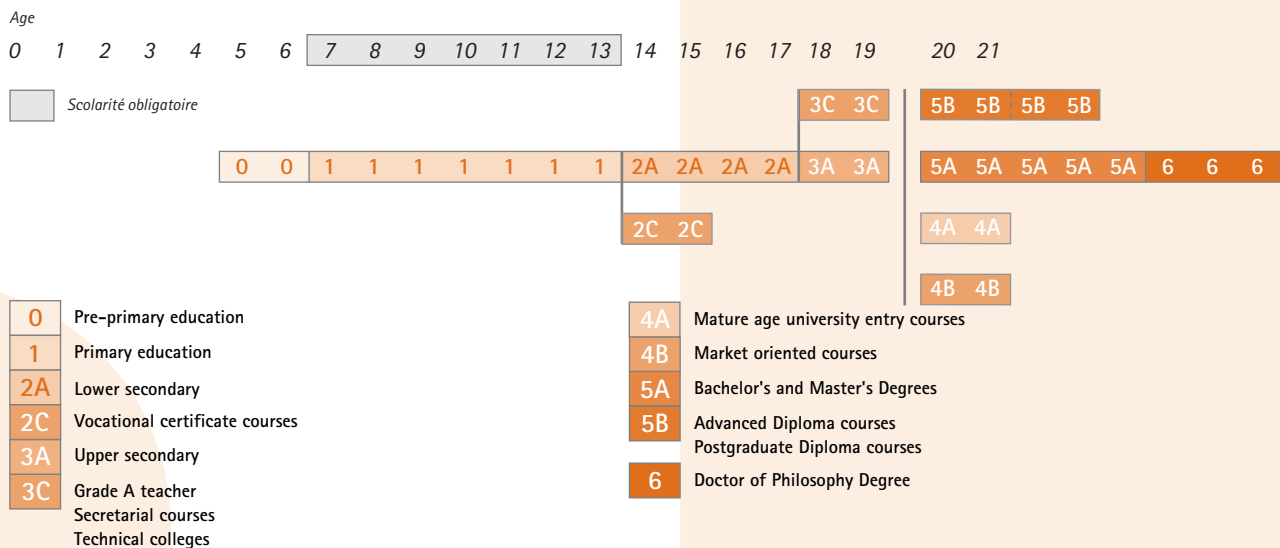 Age
0 1 2 3 4 5 6 7 8 9 10 11 12 13 14 15 16 17 18 19 20 21
Scolarité obligatoire
3C 3C 5B 5B 5B 5B
0 0 1 1 1 1 1 1 1 2A 2A 2A 2A 3A 3A 5A 5A 5A 5A 5A 6 6 6
2C 2C 4A 4A
4B 4B
0 Pre-primary education
1 Primary education
2A Lower secondary
2C Vocational certificate courses
3A Upper secondary
3C Grade A teacher
Secretarial courses
Technical colleges
4A Mature age university entry courses
4B Market oriented courses
5A Bachelor's and Master's Degrees
5B Advanced Diploma courses
Postgraduate Diploma courses
6 Doctor of Philosophy Degree